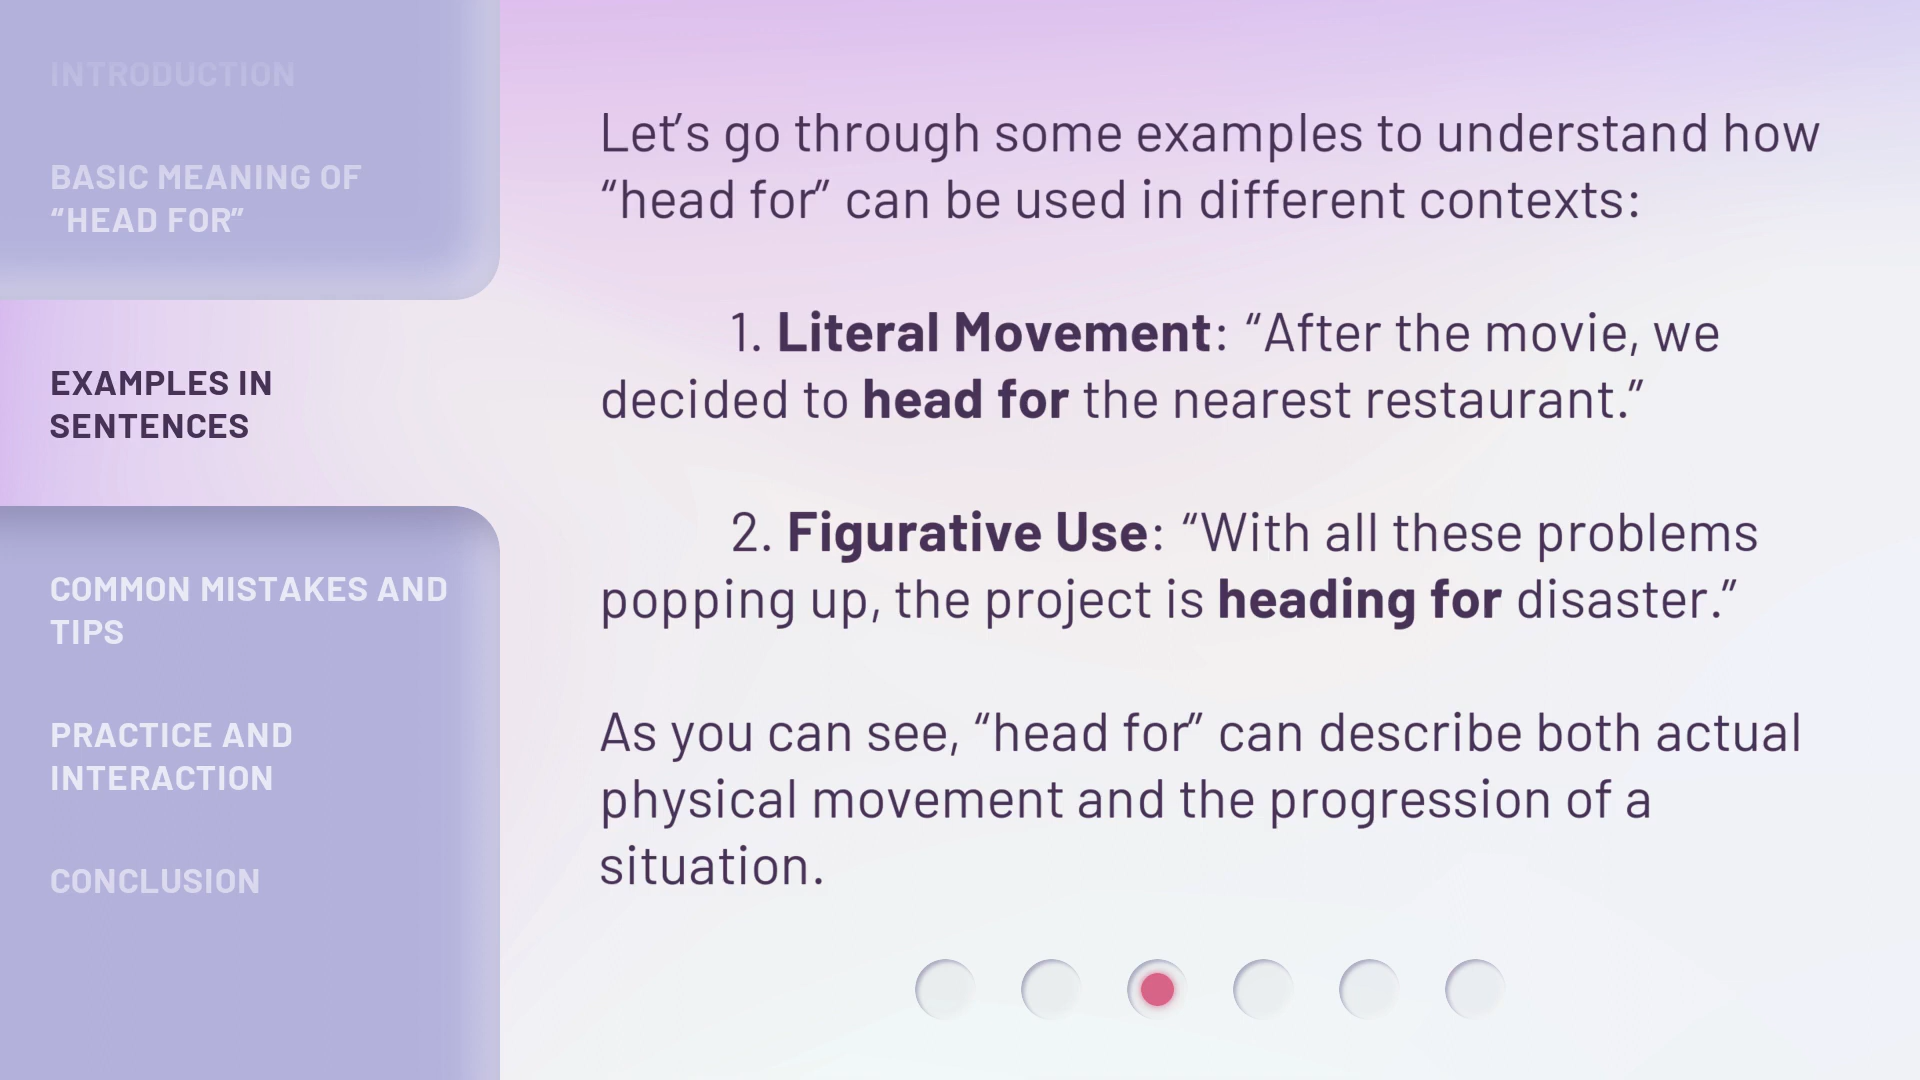 INTRODUCTION
BASIC MEANING OF
“HEAD FOR”
EXAMPLES IN
SENTENCES
COMMON MISTAKES AND
TIPS
PRACTICE AND
INTERACTION
CONCLUSION
Let’s go through some examples to understand how
“head for” can be used in different contexts:
1. Literal Movement: “After the movie, we
decided to head for the nearest restaurant.”
2. Figurative Use: “With all these problems
popping up, the project is heading for disaster.”
As you can see, “head for” can describe both actual
physical movement and the progression of a
situation.